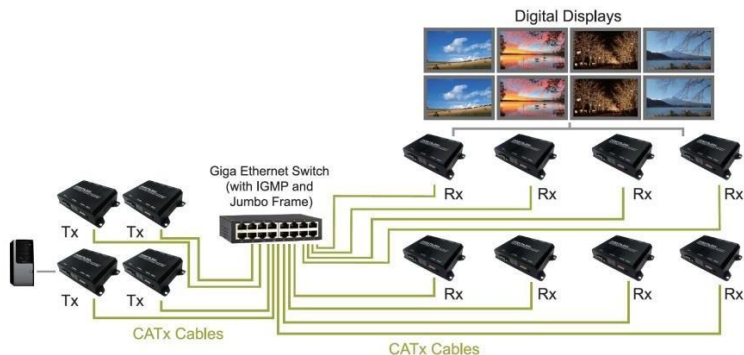 Digital Displays
Giga Ethernet Switch
(with IGMP and
Jumbo Frame)
Rx
Rx
Rx
Rx
Tx
Tx
Tx
Tx
Rx
Rx
Rx
Rx
CATx Cables
CATx Cables